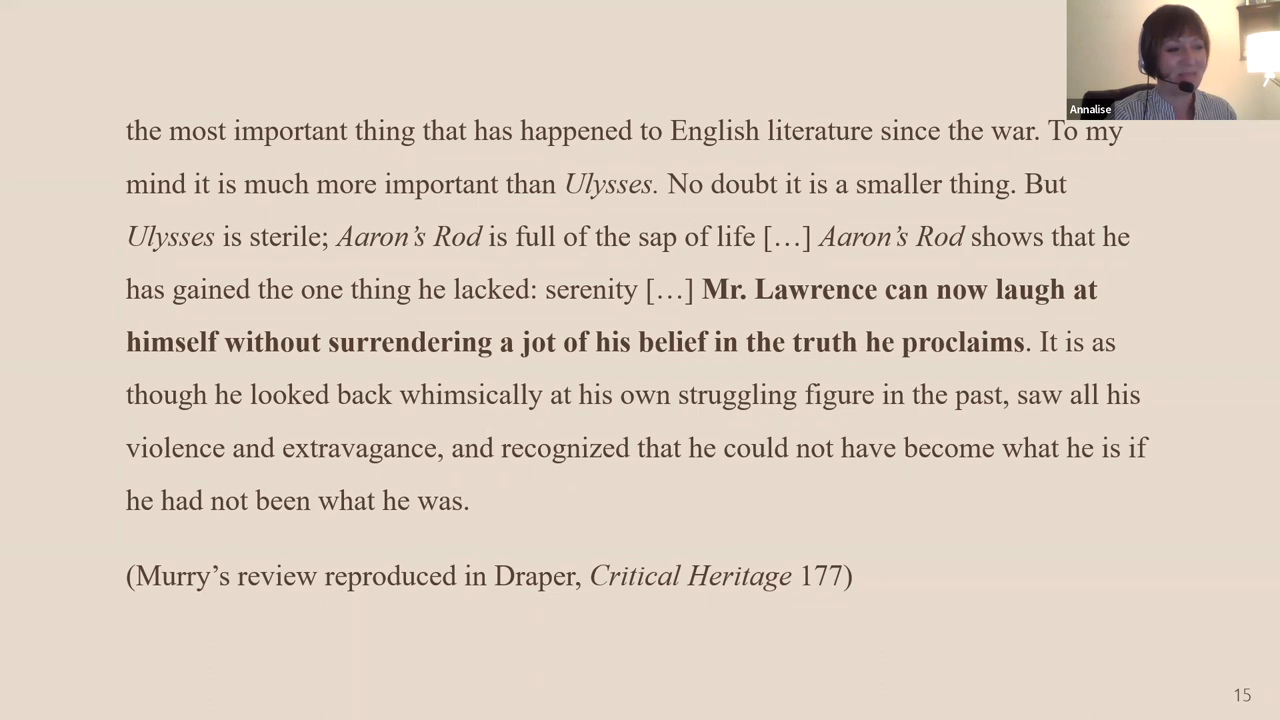 Annalise
the most important thing that has happened to English literature since the war. To my
mind it is much more important than Ulysses. No doubt it is a smaller thing. But
Ulysses is sterile; Aaron’s Rod is full of the sap of life […] Aaron’s Rod shows that he
has gained the one thing he lacked: serenity […] Mr. Lawrence can now laugh at
himself without surrendering a jot of his belief in the truth he proclaims. It is as
though he looked back whimsically at his own struggling figure in the past, saw all his
violence and extravagance, and recognized that he could not have become what he is if
he had not been what he was.
(Murry’s review reproduced in Draper, Critical Heritage 177)
15